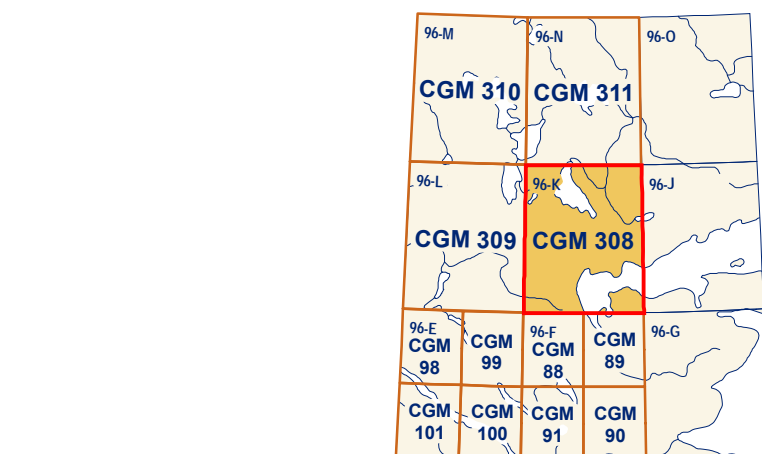 96-M
96-N
96-O
CGM 310
CGM 311
96-L
96-K
96-J
CGM 309
CGM 308
96-E
CGM
98
CGM
99
96-F
CGM
88
CGM
89
96-G
CGM
101
CGM
100
CGM
91
CGM
90